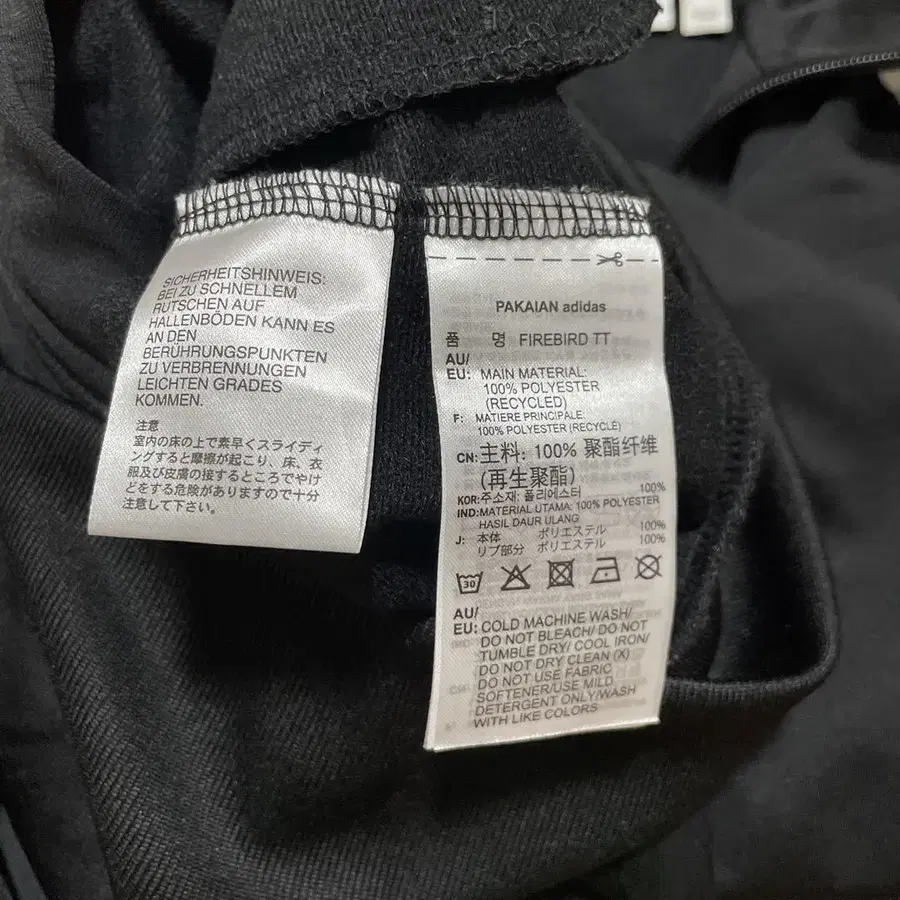 SICHERHEITSHINWEIS:
BEI ZU SCHNELLEM
RUTSCHEN AUF
HALLENBÖDEN KANN ES
AN DEN
BERÜHRUNGSPUNKTEN
ZU VERBRENNUNGEN
LEICHTEN GRADES
KOMMEN.
注意
室内の床の上で素早くスライディ
ングすると摩擦が起こり、床、衣
服及び皮膚の接するところでやけ
どをする危険がありますので十分
注意して下さい。
PAKAIAN adidas
품 명 FIREBIRD TT
AU/
EU: MAIN MATERIAL:
100% POLYESTER
(RECYCLED)
F: MATIERE PRINCIPALE:
100% POLYESTER (RECYCLÉ)
CN: 主料: 100% 聚酯纤维
(再生聚酯)
KOR: 주소재: 폴리에스터 100%
IND: MATERIAL UTAMA: 100% POLYESTER
HASIL DAUR ULANG
J: 本体 ポリエステル 100%
リブ部分 ポリエステル 100%
30
AU/
EU: COLD MACHINE WASH/
DO NOT BLEACH/ DO NOT
TUMBLE DRY/ COOL IRON/
DO NOT DRY CLEAN (X)
DO NOT USE FABRIC
SOFTENER/USE MILD
DETERGENT ONLY/WASH
WITH LIKE COLORS